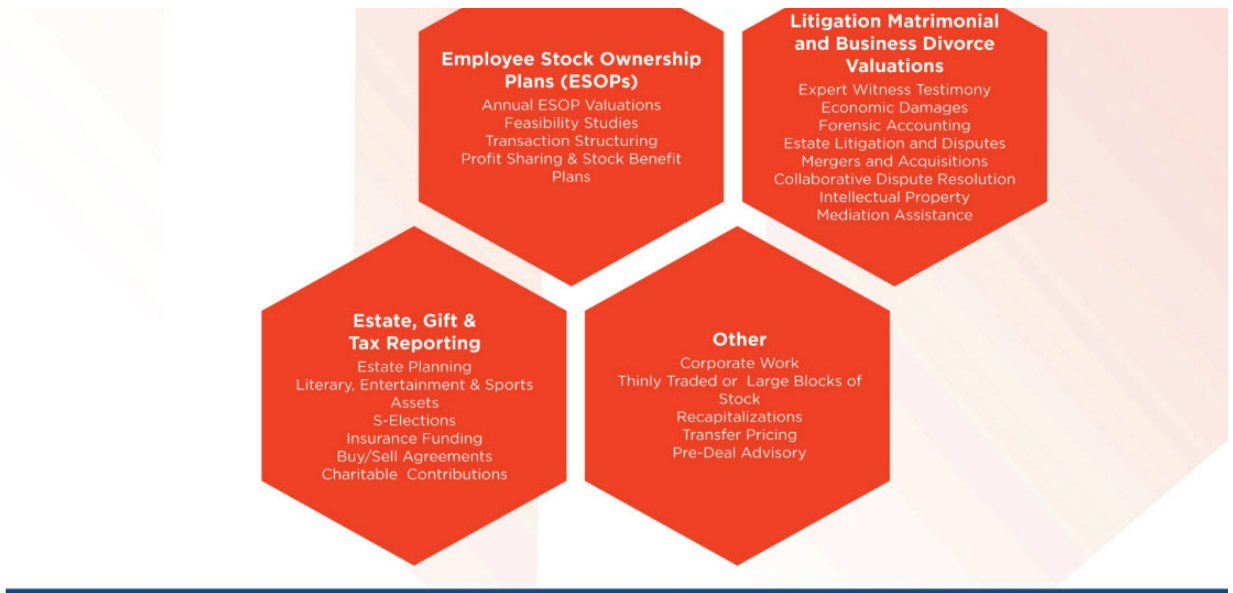 Employee Stock Ownership
Plans (ESOPs)
Annual ESOP Valuations
Feasibility Studies
Transaction Structuring
Profit Sharing & Stock Benefit
Plans
Litigation Matrimonial
and Business Divorce
Valuations
Expert Witness Testimony
Economic Damages
Forensic Accounting
Estate Litigation and Disputes
Mergers and Acquisitions
Collaborative Dispute Resolution
Intellectual Property
Mediation Assistance
Estate, Gift &
Tax Reporting
Estate Planning
Literary, Entertainment & Sports
Assets
S-Elections
Insurance Funding
Buy/Sell Agreements
Charitable Contributions
Other
Corporate Work
Thinly Traded or Large Blocks of
Stock
Recapitalizations
Transfer Pricing
Pre-Deal Advisory